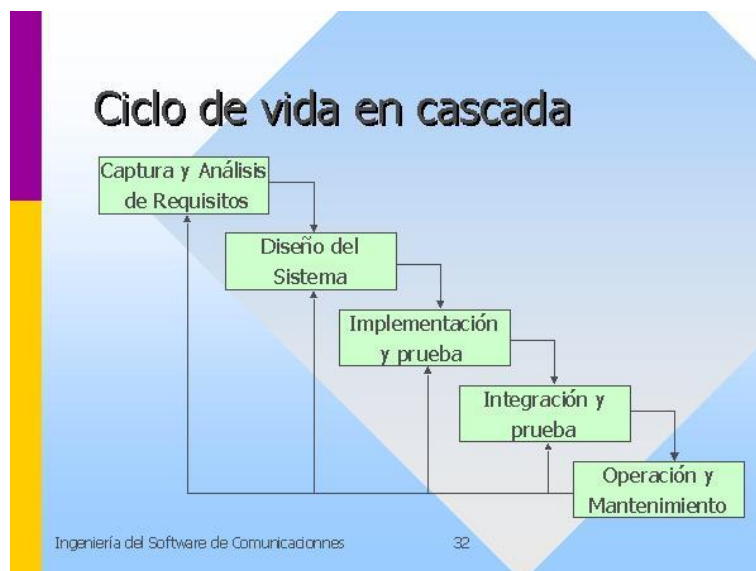 Ciclo de vida en cascada
Captura y Análisis
de Requisitos
Diseño del
Sistema
Implementación
y prueba
Integración y
prueba
Operación y
Mantenimiento
Ingeniería del Software de Comunicacionnes
32